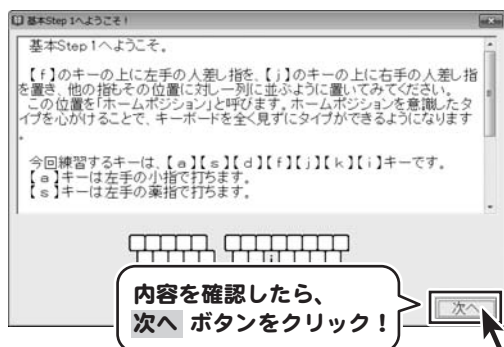 基本Step 1へようこそ!
基本Step 1へようこそ。
【f】のキーの上に左手の人差し指を、【j】のキーの上に右手の人差し指
を置き、他の指もその位置に対し一列に並ぶように置いてみてください。
この位置を「ホームポジション」と呼びます。ホームポジションを意識したタ
イプを心がけることで、キーボードを全く見ずにタイプができるようになります
。
今回練習するキーは、【a】【s】【d】【f】【j】【k】【i】キーです。
【a】キーは左手の小指で打ちます。
【s】キーは左手の薬指で打ちます。
i
内容を確認したら、
次へ ボタンをクリック!
次へ